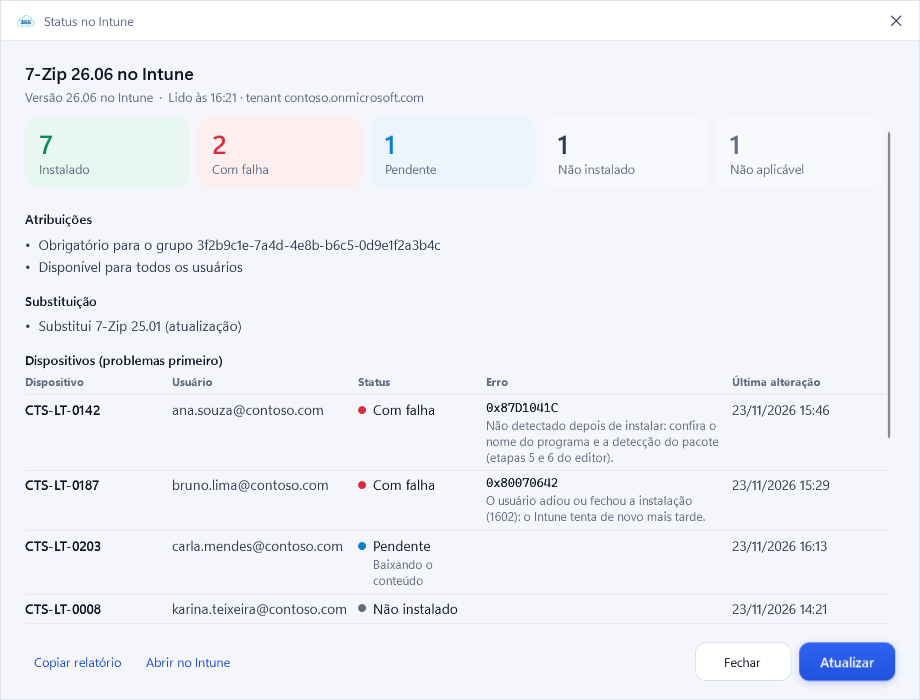 365 Status no Intune
7-Zip 26.06 no Intune
Versão 26.06 no Intune · Lido às 16:21 · tenant contoso.onmicrosoft.com
7
Instalado
2
Com falha
1
Pendente
1
Não instalado
1
Não aplicável
Atribuições
• Obrigatório para o grupo 3f2b9c1e-7a4d-4e8b-b6c5-0d9e1f2a3b4c
• Disponível para todos os usuários
Substituição
• Substitui 7-Zip 25.01 (atualização)
Dispositivos (problemas primeiro)
Dispositivo Usuário Status Erro Última alteração
CTS-LT-0142 ana.souza@contoso.com Com falha 0x87D1041C 23/11/2026 15:46
Não detectado depois de instalar: confira o
nome do programa e a detecção do pacote
(etapas 5 e 6 do editor).
CTS-LT-0187 bruno.lima@contoso.com Com falha 0x80070642 23/11/2026 15:29
O usuário adiou ou fechou a instalação
(1602): o Intune tenta de novo mais tarde.
CTS-LT-0203 carla.mendes@contoso.com Pendente 23/11/2026 16:13
Baixando o
conteúdo
CTS-LT-0008 karina.teixeira@contoso.com Não instalado 23/11/2026 14:21
Copiar relatório Abrir no Intune Fechar Atualizar